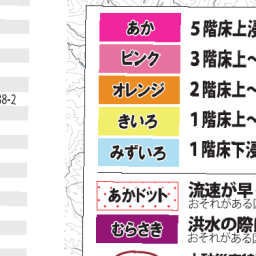 38-2
あか 5階床上浸
ピンク 3階床上～
オレンジ 2階床上～
きいろ 1階床上～
みずいろ 1階床下浸
あかドット 流速が早
おそれがある
むらさき 洪水の際
おそれがある